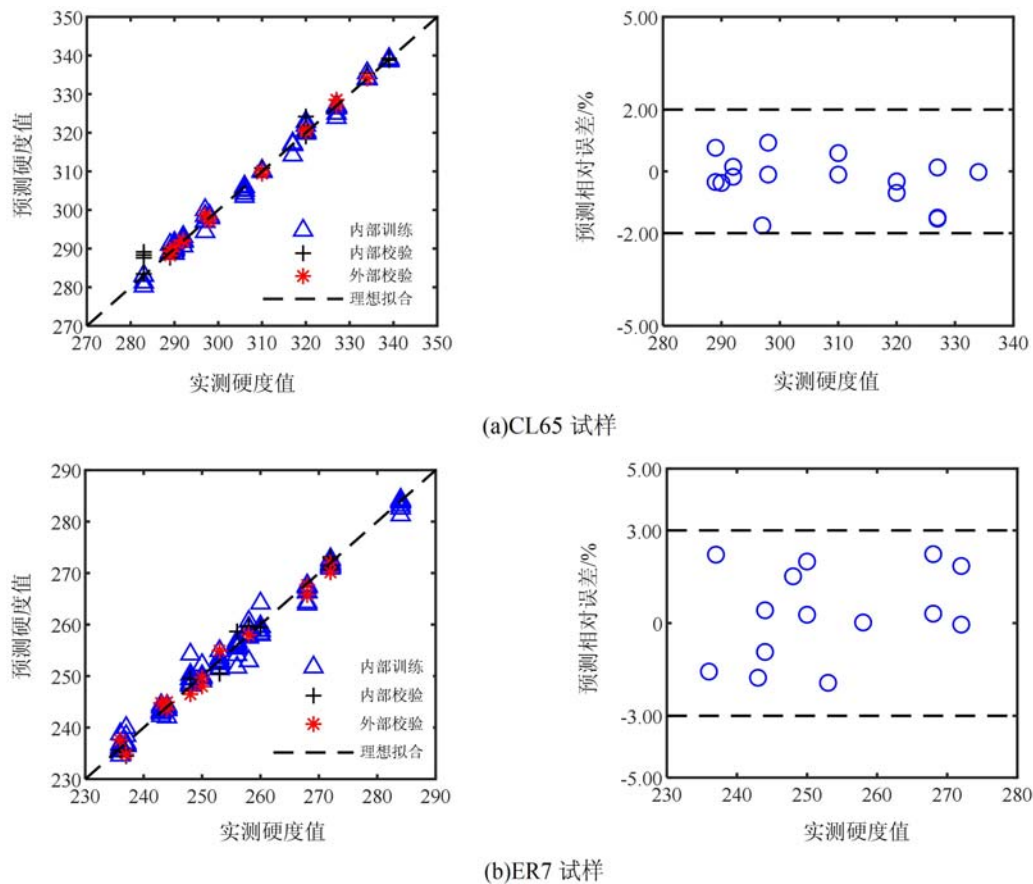 350
340
330
320
310
300
290
280
270
预测硬度值
内部训练
内部校验
外部校验
理想拟合
270 280 290 300 310 320 330 340 350
实测硬度值
5.00
2.00
0
-2.00
-5.00
预测相对误差/%
280 290 300 310 320 330 340
实测硬度值
(a)CL65 试样
290
280
270
260
250
240
230
预测硬度值
内部训练
内部校验
外部校验
理想拟合
230 240 250 260 270 280 290
实测硬度值
5.00
3.00
0
-3.00
-5.00
预测相对误差/%
230 240 250 260 270 280
实测硬度值
(b)ER7 试样